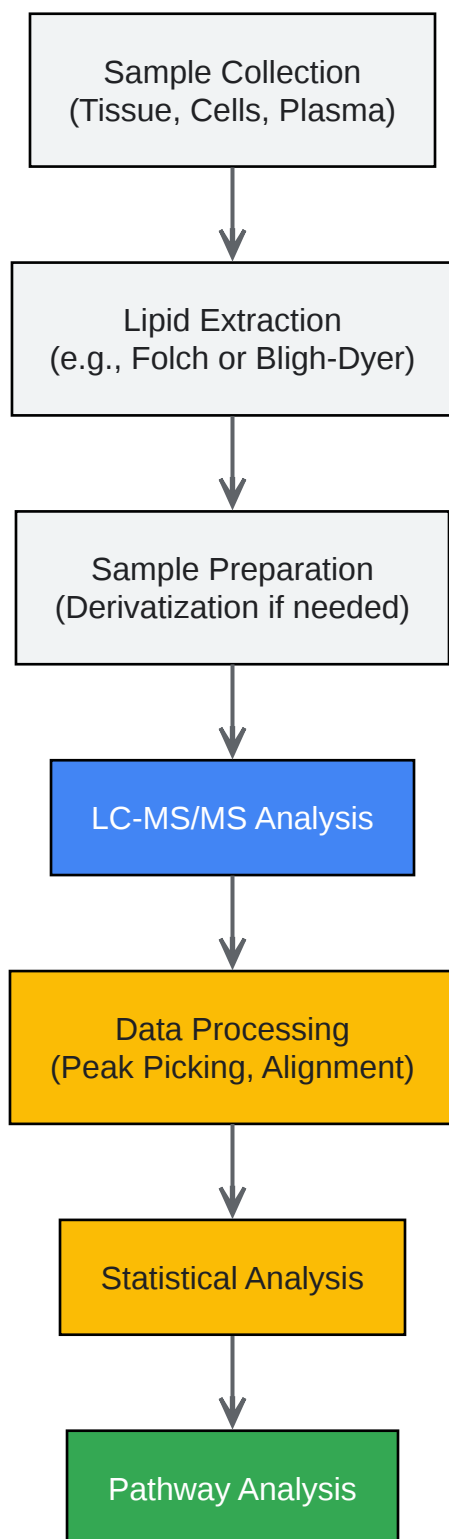 Sample Collection
(Tissue, Cells, Plasma)
Lipid Extraction
(e.g., Folch or Bligh-Dyer)
Sample Preparation
(Derivatization if needed)
LC-MS/MS Analysis
Data Processing
(Peak Picking, Alignment)
Statistical Analysis
Pathway Analysis